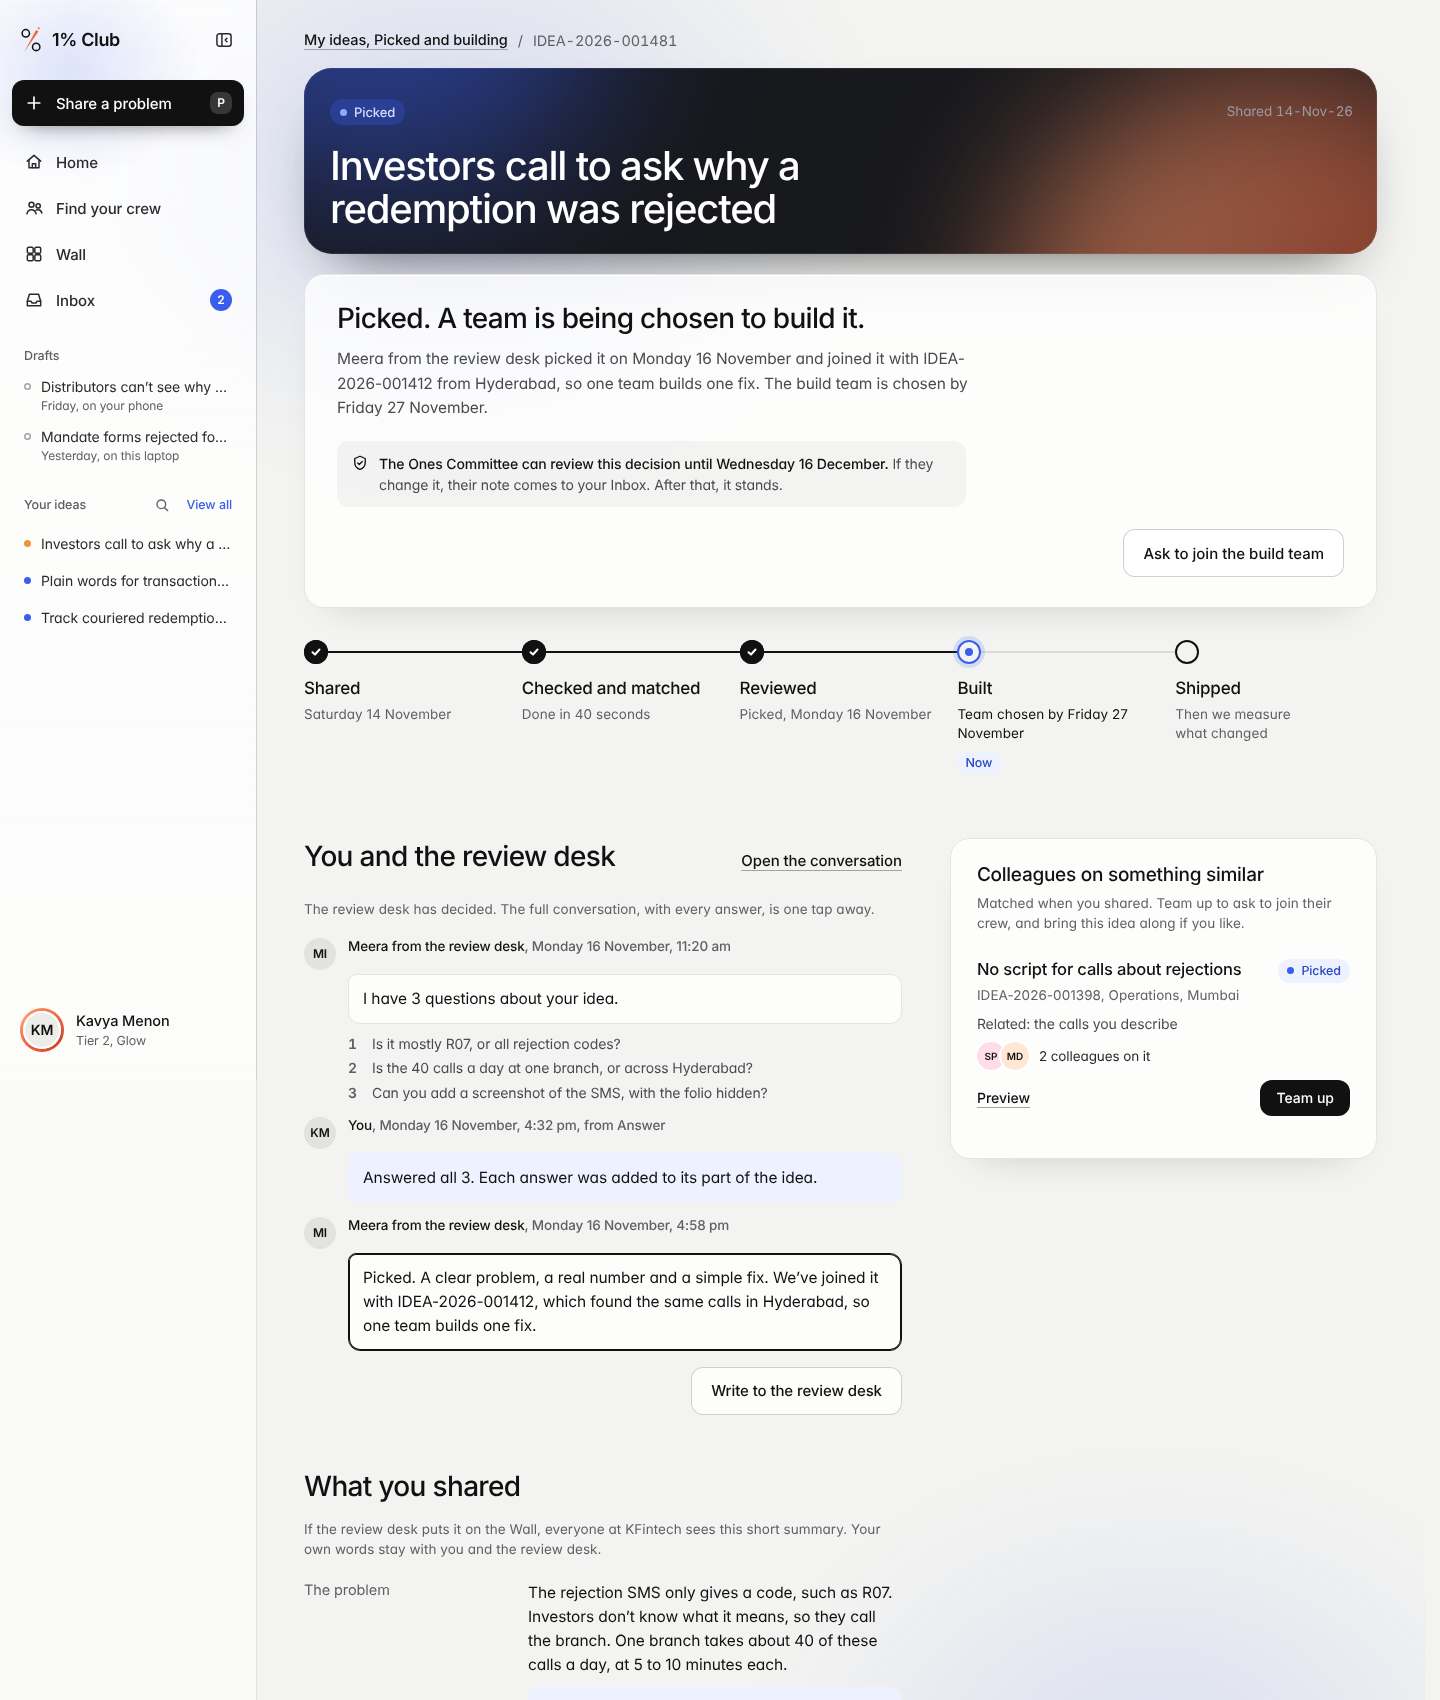 1% Club
Share a problem
P
Home
Find your crew
Wall
Inbox
2
Drafts
Distributors can't see why ...
Friday, on your phone
Mandate forms rejected fo...
Yesterday, on this laptop
Your ideas
View all
Investors call to ask why a ...
Plain words for transaction...
Track couriered redemptio...
KM
Kavya Menon
Tier 2, Glow
My ideas, Picked and building / IDEA-2026-001481
Picked
Shared 14-Nov-26
Investors call to ask why a
redemption was rejected
Picked. A team is being chosen to build it.
Meera from the review desk picked it on Monday 16 November and joined it with IDEA-
2026-001412 from Hyderabad, so one team builds one fix. The build team is chosen by
Friday 27 November.
The Ones Committee can review this decision until Wednesday 16 December. If they
change it, their note comes to your Inbox. After that, it stands.
Ask to join the build team
Shared
Saturday 14 November
Checked and matched
Done in 40 seconds
Reviewed
Picked, Monday 16 November
Built
Team chosen by Friday 27
November
Now
Shipped
Then we measure
what changed
You and the review desk
Open the conversation
The review desk has decided. The full conversation, with every answer, is one tap away.
MI
Meera from the review desk, Monday 16 November, 11:20 am
I have 3 questions about your idea.
1 Is it mostly R07, or all rejection codes?
2 Is the 40 calls a day at one branch, or across Hyderabad?
3 Can you add a screenshot of the SMS, with the folio hidden?
KM
You, Monday 16 November, 4:32 pm, from Answer
Answered all 3. Each answer was added to its part of the idea.
MI
Meera from the review desk, Monday 16 November, 4:58 pm
Picked. A clear problem, a real number and a simple fix. We've joined it
with IDEA-2026-001412, which found the same calls in Hyderabad, so
one team builds one fix.
Write to the review desk
Colleagues on something similar
Matched when you shared. Team up to ask to join their
crew, and bring this idea along if you like.
No script for calls about rejections
Picked
IDEA-2026-001398, Operations, Mumbai
Related: the calls you describe
SP
MD
2 colleagues on it
Preview
Team up
What you shared
If the review desk puts it on the Wall, everyone at KFintech sees this short summary. Your
own words stay with you and the review desk.
The problem
The rejection SMS only gives a code, such as R07.
Investors don't know what it means, so they call
the branch. One branch takes about 40 of these
calls a day, at 5 to 10 minutes each.